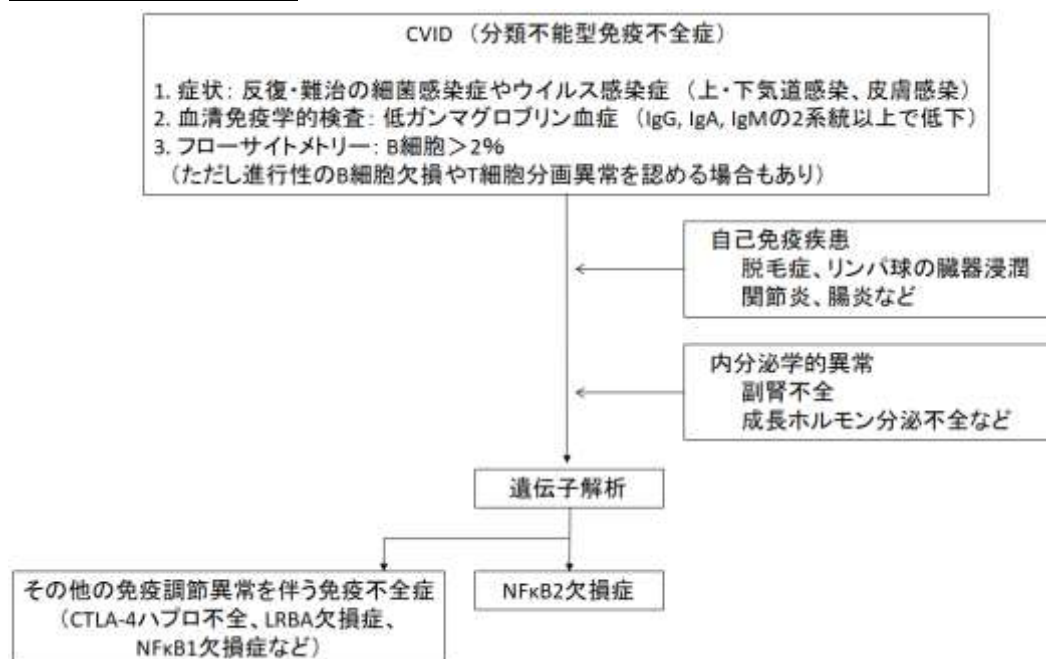 CVID (分類不能型免疫不全症)
1. 症状: 反復・難治の細菌感染症やウイルス感染症 (上・下気道感染、皮膚感染)
2. 血清免疫学的検査: 低ガンマグロブリン血症 (IgG, IgA, IgMの2系統以上で低下)
3. フローサイトメトリー: B細胞>2%
(ただし進行性のB細胞欠損やT細胞分画異常を認める場合もあり)
自己免疫疾患
脱毛症、リンパ球の臓器浸潤
関節炎、腸炎など
内分泌学的異常
副腎不全
成長ホルモン分泌不全など
遺伝子解析
その他の免疫調節異常を伴う免疫不全症
(CTLA-4ハプロ不全、LRBA欠損症、
NFκB1欠損症など)
NFκB2欠損症